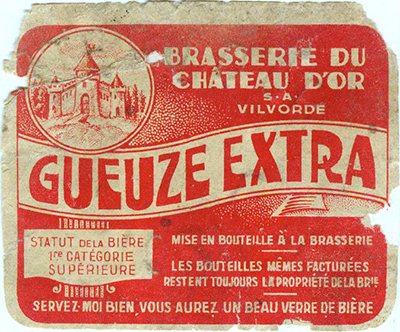 BRASSERIE DU
CHÂTEAU D'OR
S.A.
VILVORDE
GUEUZE EXTRA
STATUT DE LA BIÈRE
1RE CATÉGORIE
SUPÉRIEURE
MISE EN BOUTEILLE À LA BRASSERIE
LES BOUTEILLES MÊMES FACTURÉES
RESTENT TOUJOURS LA PROPRIÉTÉ DE LA BRIE
SERVEZ-MOI BIEN, VOUS AUREZ UN BEAU VERRE DE BIÈRE